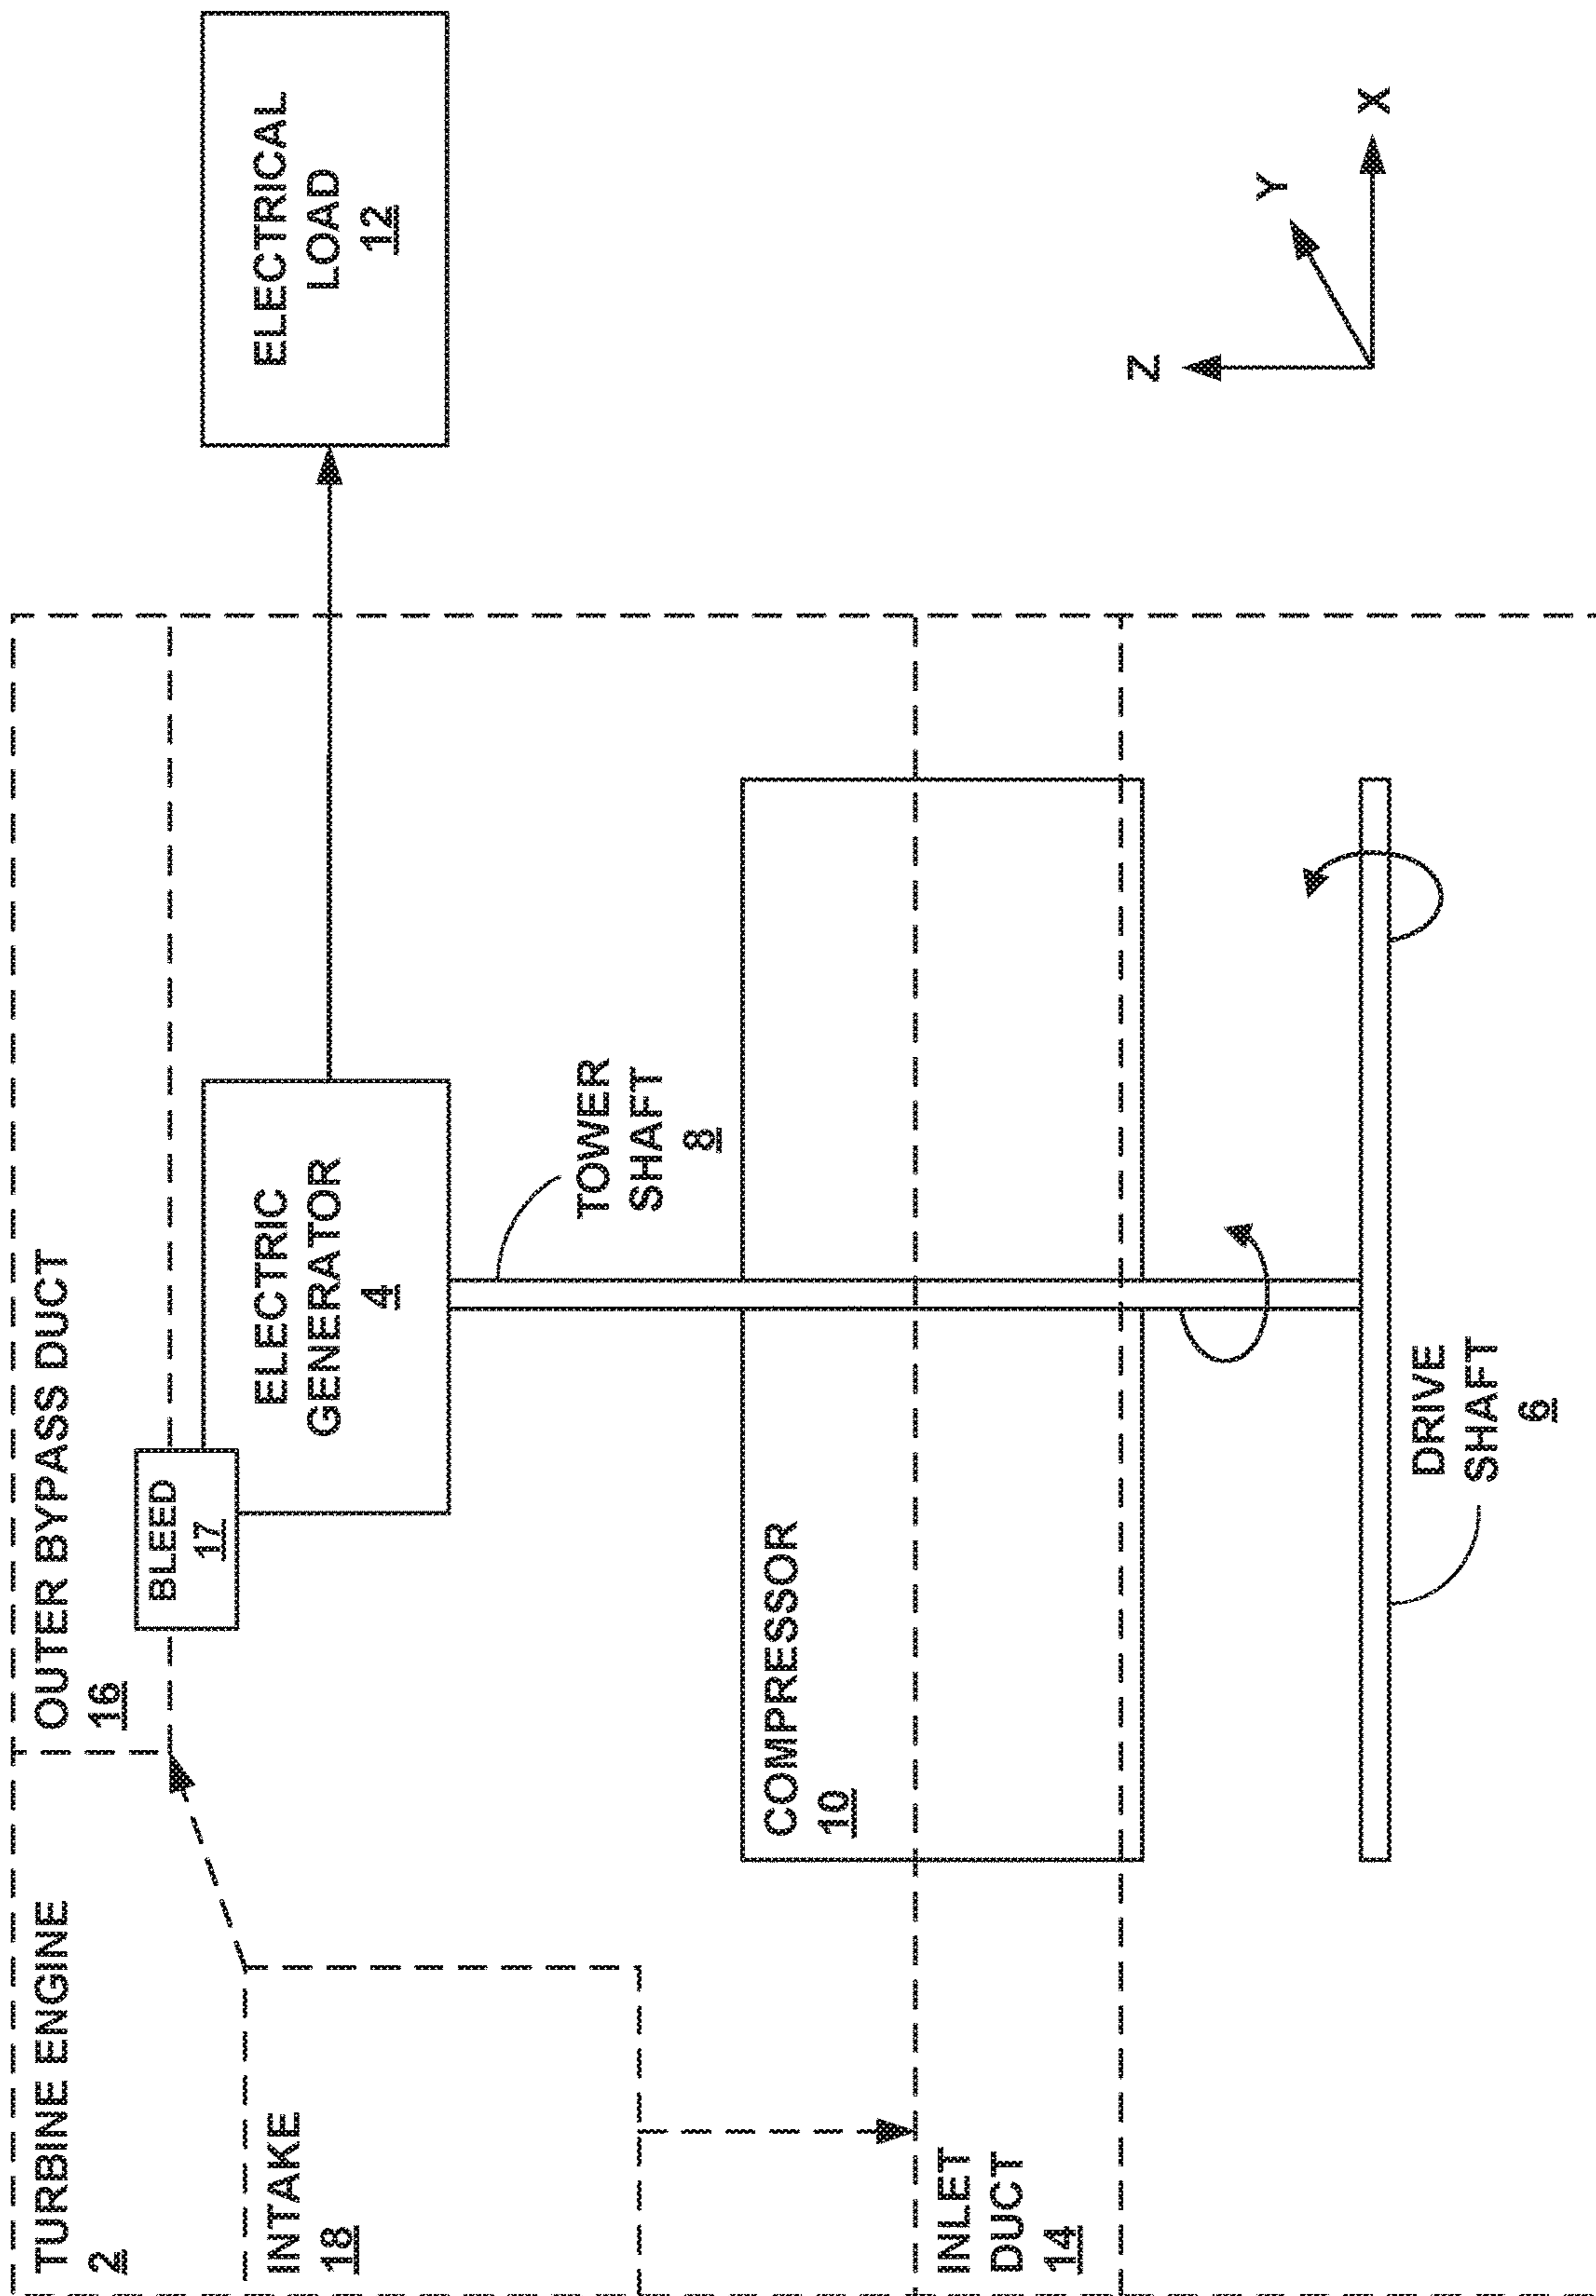 TURBINE ENGINE
2
OUTER BYPASS DUCT
16
BLEED
17
INTAKE
18
ELECTRIC
GENERATOR
4
ELECTRICAL
LOAD
12
TOWER
SHAFT
8
COMPRESSOR
10
INLET
DUCT
14
DRIVE
SHAFT
6
Z
Y
X